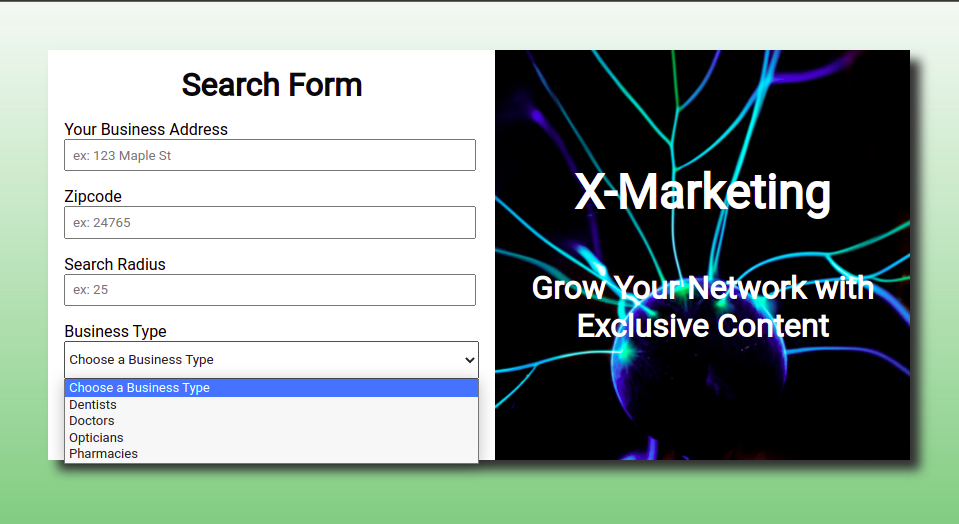 Search Form
Your Business Address
ex: 123 Maple St
Zipcode
ex: 24765
Search Radius
ex: 25
Business Type
Choose a Business Type
Choose a Business Type
Dentists
Doctors
Opticians
Pharmacies
X-Marketing
Grow Your Network with
Exclusive Content